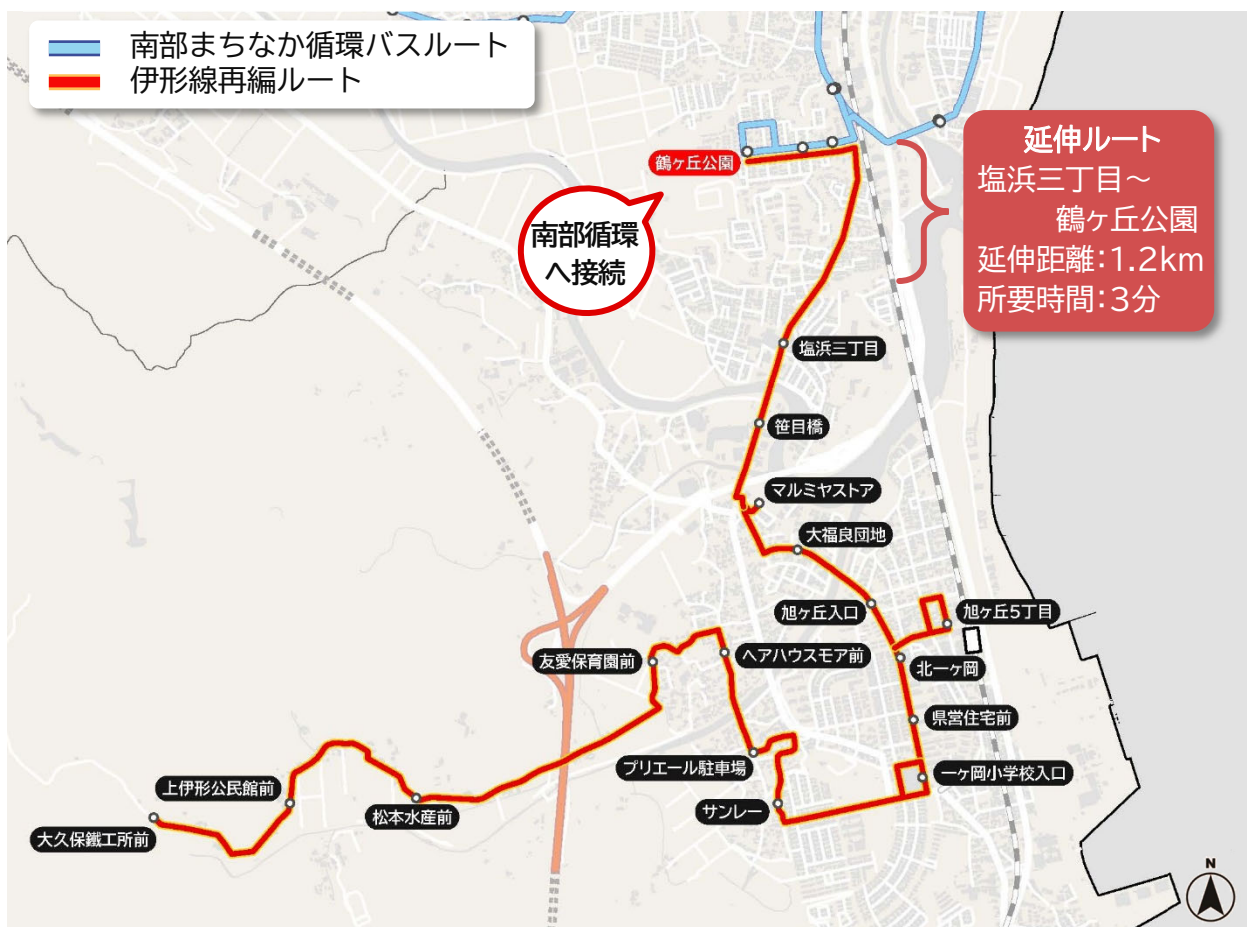 南部まちなか循環バスルート
伊形線再編ルート
延伸ルート
塩浜三丁目～
鶴ヶ丘公園
延伸距離：1.2km
所要時間：3分
鶴ヶ丘公園
南部循環
へ接続
塩浜三丁目
笹目橋
マルミヤストア
大福良団地
旭ヶ丘入口
旭ヶ丘5丁目
友愛保育園前
ヘアハウスモア前
北一ヶ岡
県営住宅前
プリエール駐車場
一ヶ岡小学校入口
上伊形公民館前
松本水産前
サンレー
大久保鐵工所前
N